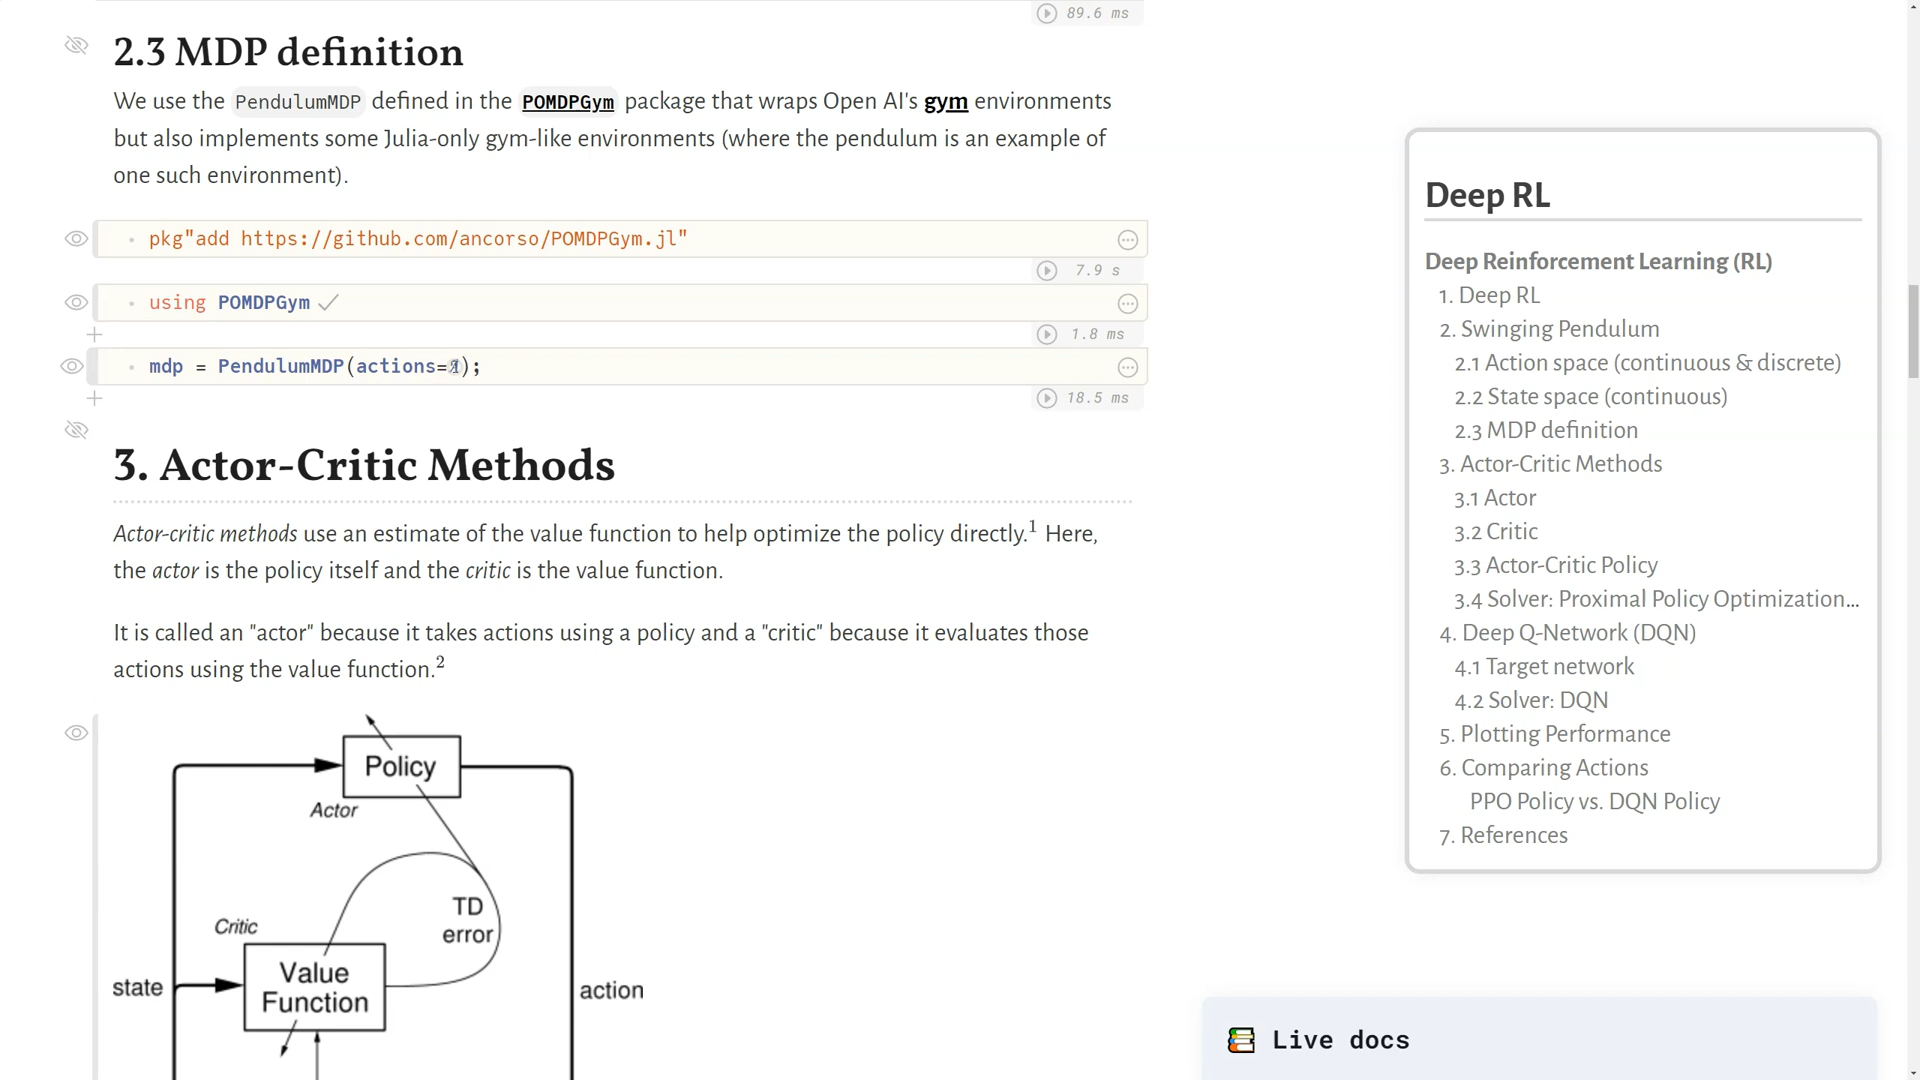 89.6 ms
2.3 MDP definition
We use the PendulumMDP defined in the POMDPGym package that wraps Open AI's gym environments
but also implements some Julia-only gym-like environments (where the pendulum is an example of
one such environment).
pkg"add https://github.com/ancorso/POMDPGym.jl"
7.9 s
using POMDPGym
1.8 ms
mdp = PendulumMDP(actions= );
18.5 ms
3. Actor-Critic Methods
Actor-critic methods use an estimate of the value function to help optimize the policy directly.1 Here,
the actor is the policy itself and the critic is the value function.
It is called an "actor" because it takes actions using a policy and a "critic" because it evaluates those
actions using the value function.2
Policy
Actor
TD
error
Critic
Value
Function
state
action
Deep RL
Deep Reinforcement Learning (RL)
1. Deep RL
2. Swinging Pendulum
2.1 Action space (continuous & discrete)
2.2 State space (continuous)
2.3 MDP definition
3. Actor-Critic Methods
3.1 Actor
3.2 Critic
3.3 Actor-Critic Policy
3.4 Solver: Proximal Policy Optimization...
4. Deep Q-Network (DQN)
4.1 Target network
4.2 Solver: DQN
5. Plotting Performance
6. Comparing Actions
PPO Policy vs. DQN Policy
7. References
Live docs